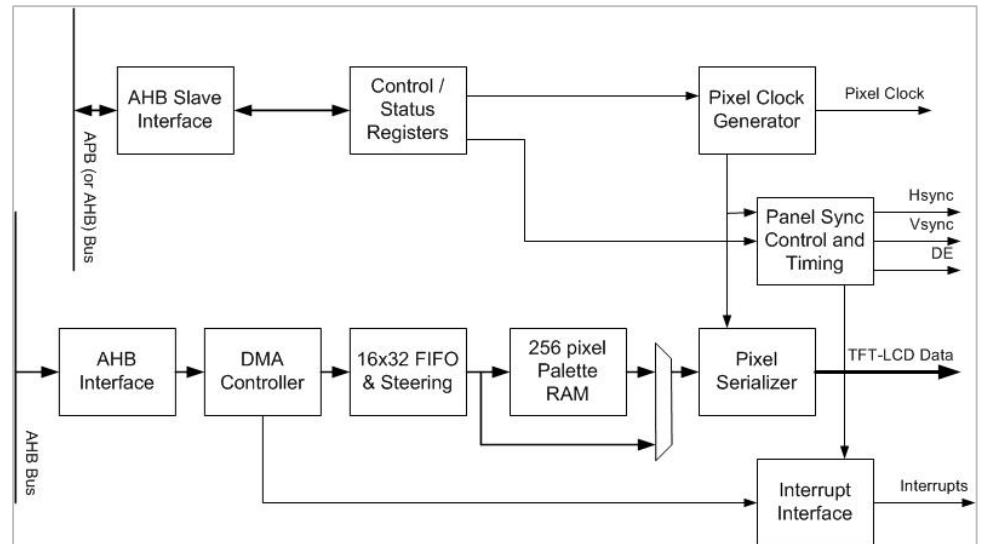 AHB Slave
Interface
Control /
Status
Registers
Pixel Clock
Generator
Pixel Clock
APB (or AHB) Bus
Panel Sync
Control and
Timing
Hsync
Vsync
DE
AHB
Interface
DMA
Controller
16x32 FIFO
& Steering
256 pixel
Palette
RAM
Pixel
Serializer
TFT-LCD Data
AHB Bus
Interrupt
Interface
Interrupts